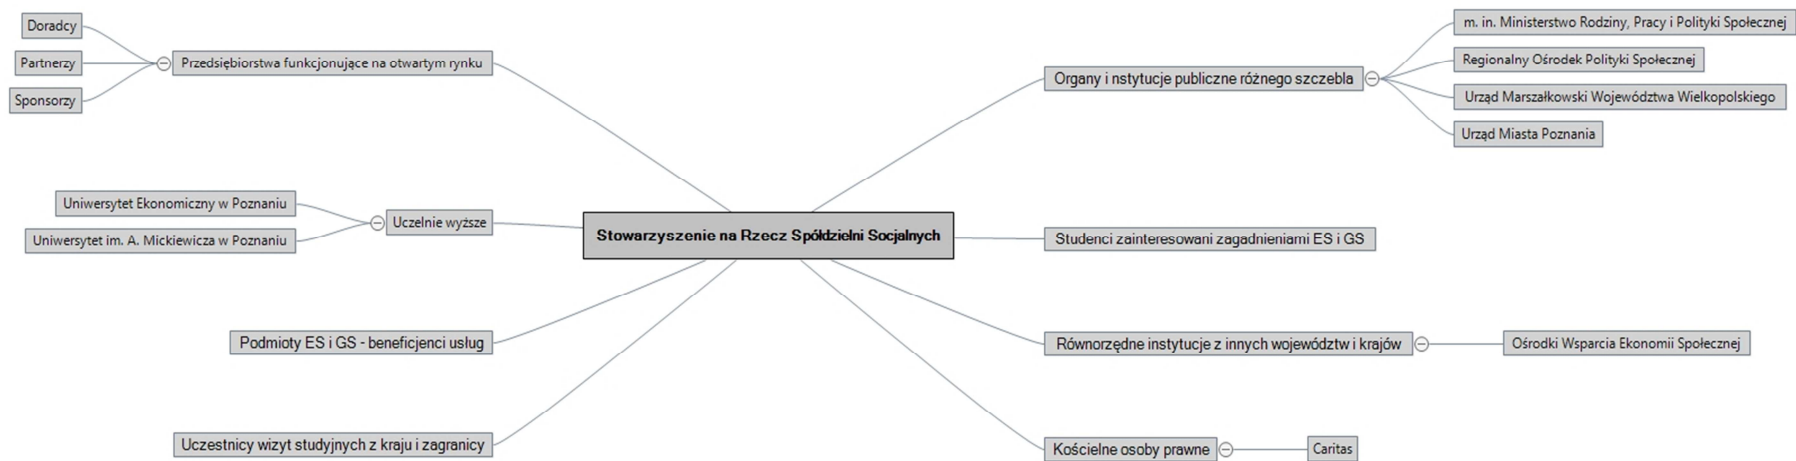 Doradcy
Partnerzy
Sponsorzy
Przedsiębiorstwa funkcjonujące na otwartym rynku
Uniwersytet Ekonomiczny w Poznaniu
Uniwersytet im. A. Mickiewicza w Poznaniu
Uczelnie wyższe
Podmioty ES i GS - beneficjenci usług
Uczestnicy wizyt studyjnych z kraju i zagranicy
Stowarzyszenie na Rzecz Spółdzielni Socjalnych
Organy i nstytucje publiczne różnego szczebla
m. in. Ministerstwo Rodziny, Pracy i Polityki Społecznej
Regionalny Ośrodek Polityki Społecznej
Urząd Marszałkowski Województwa Wielkopolskiego
Urząd Miasta Poznania
Studenci zainteresowani zagadnieniami ES i GS
Równorzędne instytucje z innych województw i krajów
Ośrodki Wsparcia Ekonomii Społecznej
Kościelne osoby prawne
Caritas